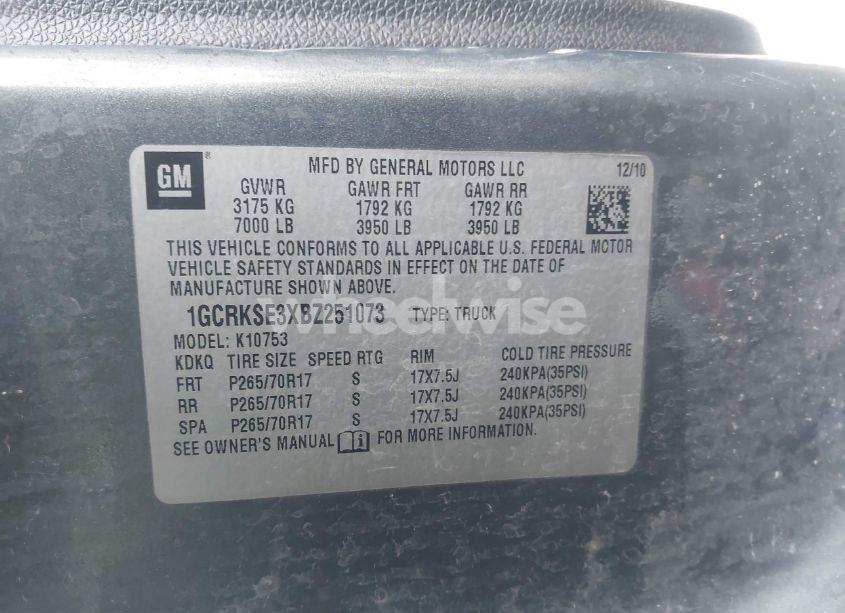 GM
MFD BY GENERAL MOTORS LLC 12/10
GVWR GAWR FRT GAWR RR
3175 KG 1792 KG 1792 KG
7000 LB 3950 LB 3950 LB
THIS VEHICLE CONFORMS TO ALL APPLICABLE U.S. FEDERAL MOTOR
VEHICLE SAFETY STANDARDS IN EFFECT ON THE DATE OF
MANUFACTURE SHOWN ABOVE.
1GCRKSE3XBZ251073 TYPE: TRUCK
wheelwise
MODEL: K10753
KDKQ TIRE SIZE SPEED RTG RIM COLD TIRE PRESSURE
FRT P265/70R17 S 17X7.5J 240KPA(35PSI)
RR P265/70R17 S 17X7.5J 240KPA(35PSI)
SPA P265/70R17 S 17X7.5J 240KPA(35PSI)
SEE OWNER'S MANUAL FOR MORE INFORMATION.